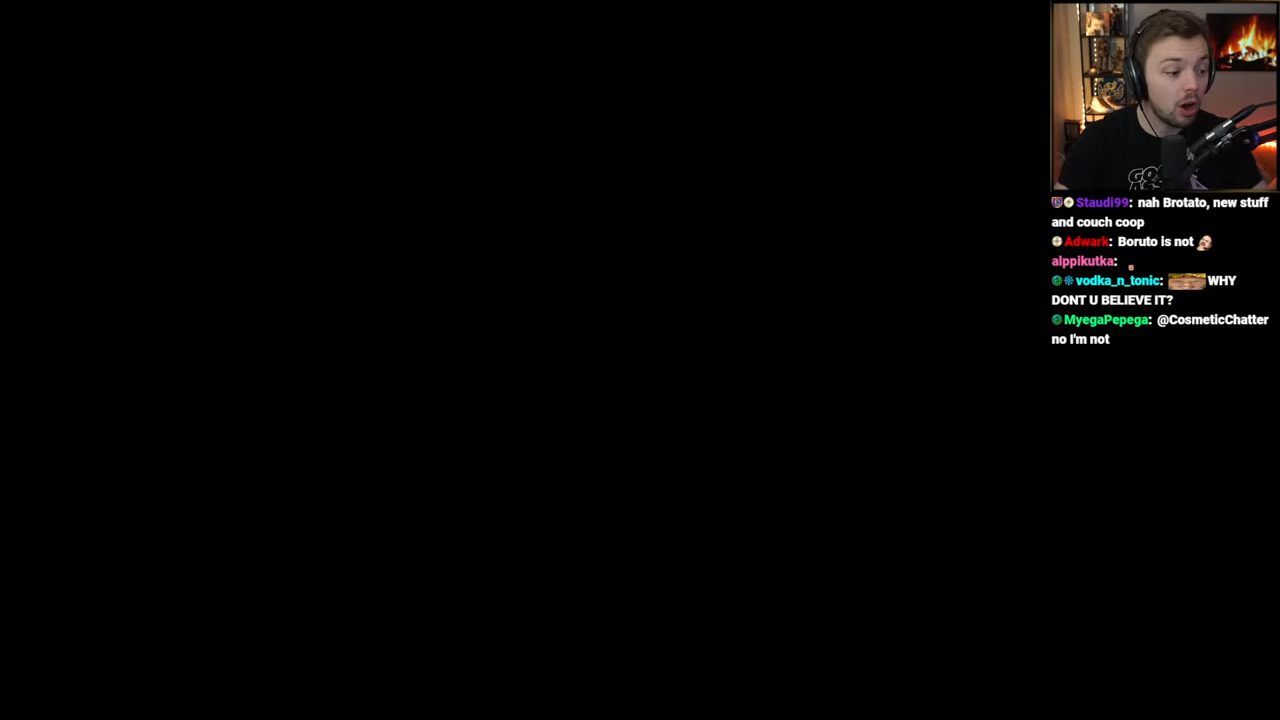 GO
Staudi99: nah Brotato, new stuff
and couch coop
Adwark: Boruto is not
alppikutka:
vodka_n_tonic: WHY
DONT U BELIEVE IT?
MyegaPepega: @CosmeticChatter
no I'm not